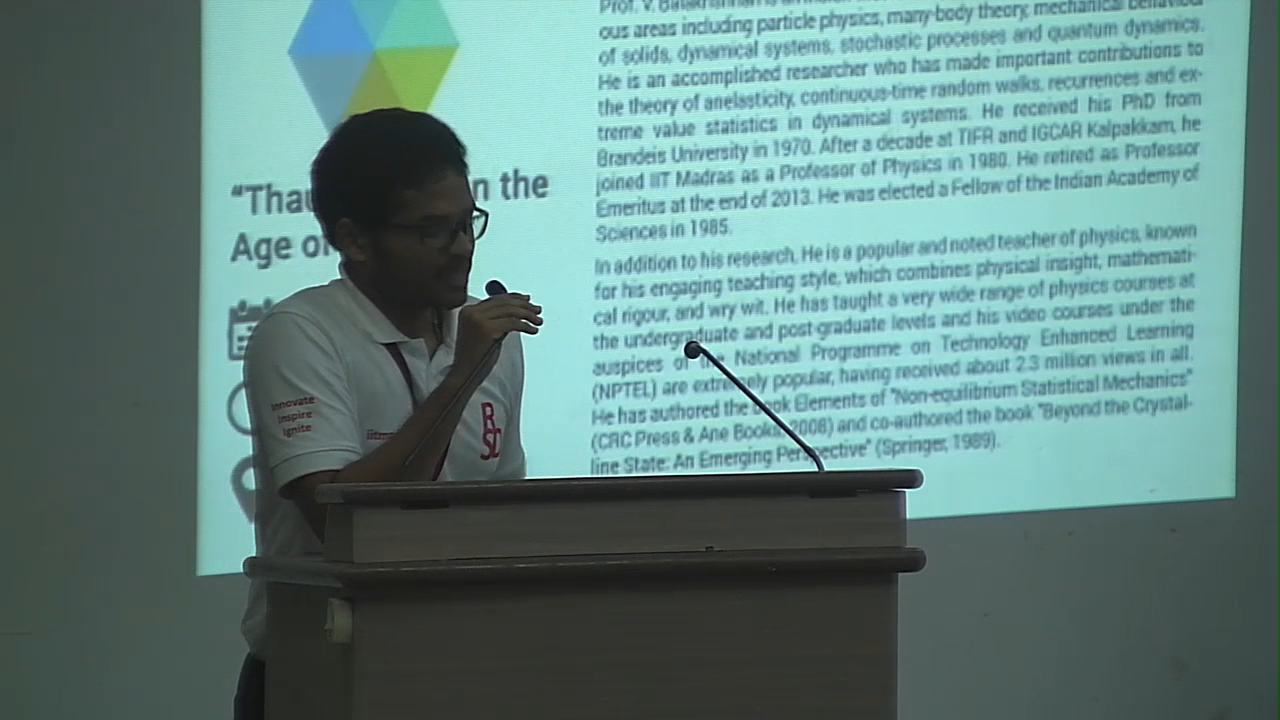 "Thau n the
Age o
Prof. V. Balakrishnan is an
ous areas including particle physics, many-body theory, mechanical behaviour
of solids, dynamical systems, stochastic processes and quantum dynamics.
He is an accomplished researcher who has made important contributions to
the theory of anelasticity, continuous-time random walks, recurrences and ex-
treme value statistics in dynamical systems. He received his PhD from
Brandeis University in 1970. After a decade at TIFR and IGCAR Kalpakkam, he
joined IIT Madras as a Professor of Physics in 1980. He retired as Professor
Emeritus at the end of 2013. He was elected a Fellow of the Indian Academy of
Sciences in 1985.
In addition to his research, He is a popular and noted teacher of physics, known
for his engaging teaching style, which combines physical insight, mathemati-
cal rigour, and wry wit. He has taught a very wide range of physics courses at
the undergraduate and post-graduate levels and his video courses under the
auspices of the National Programme on Technology Enhanced Learning
(NPTEL) are extremely popular, having received about 2.3 million views in all.
He has authored the book Elements of "Non-equilibrium Statistical Mechanics"
(CRC Press & Ane Books, 2008) and co-authored the book "Beyond the Crystal-
line State: An Emerging Perspective" (Springer, 1989).
Innovate
Inspire
Ignite
iitm